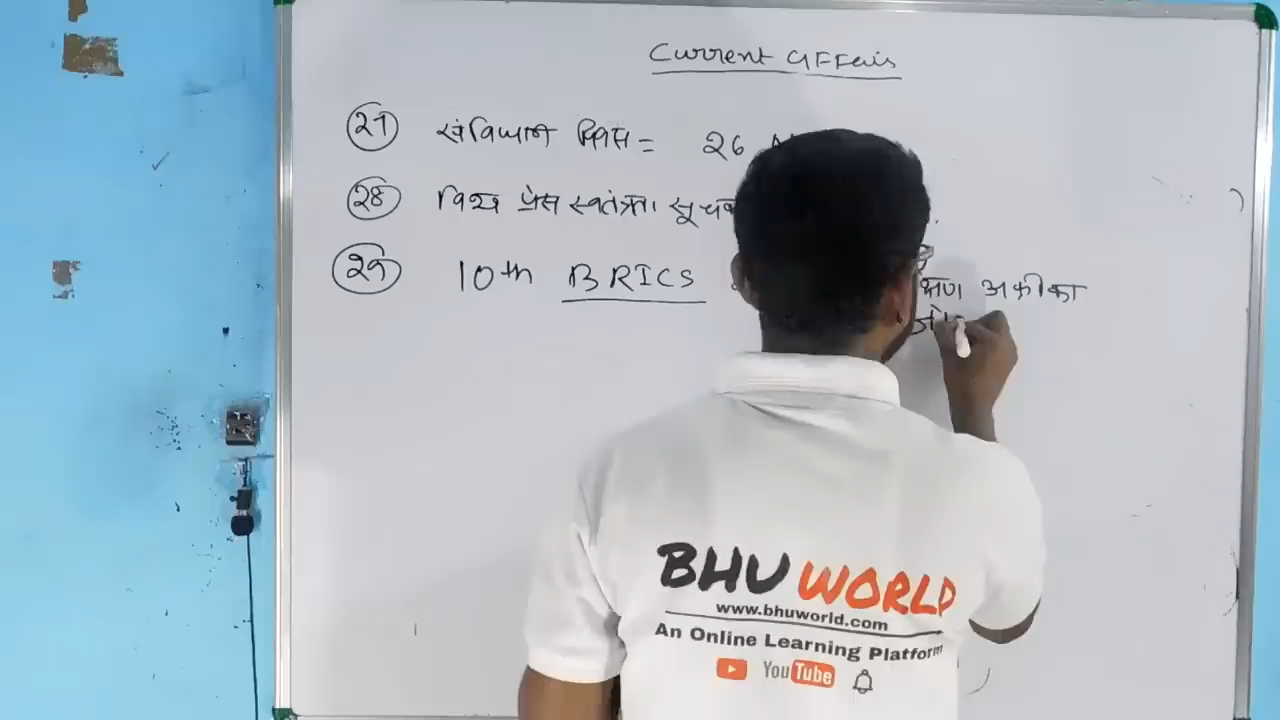 Current Affairs
27 संविधान दिवस = 26
28 विश्व प्रेस स्वतंत्रता सूचक
29 10th BRICS
अफ्रीका
BHU WORLD
www.bhuworld.com
An Online Learning Platform
YouTube